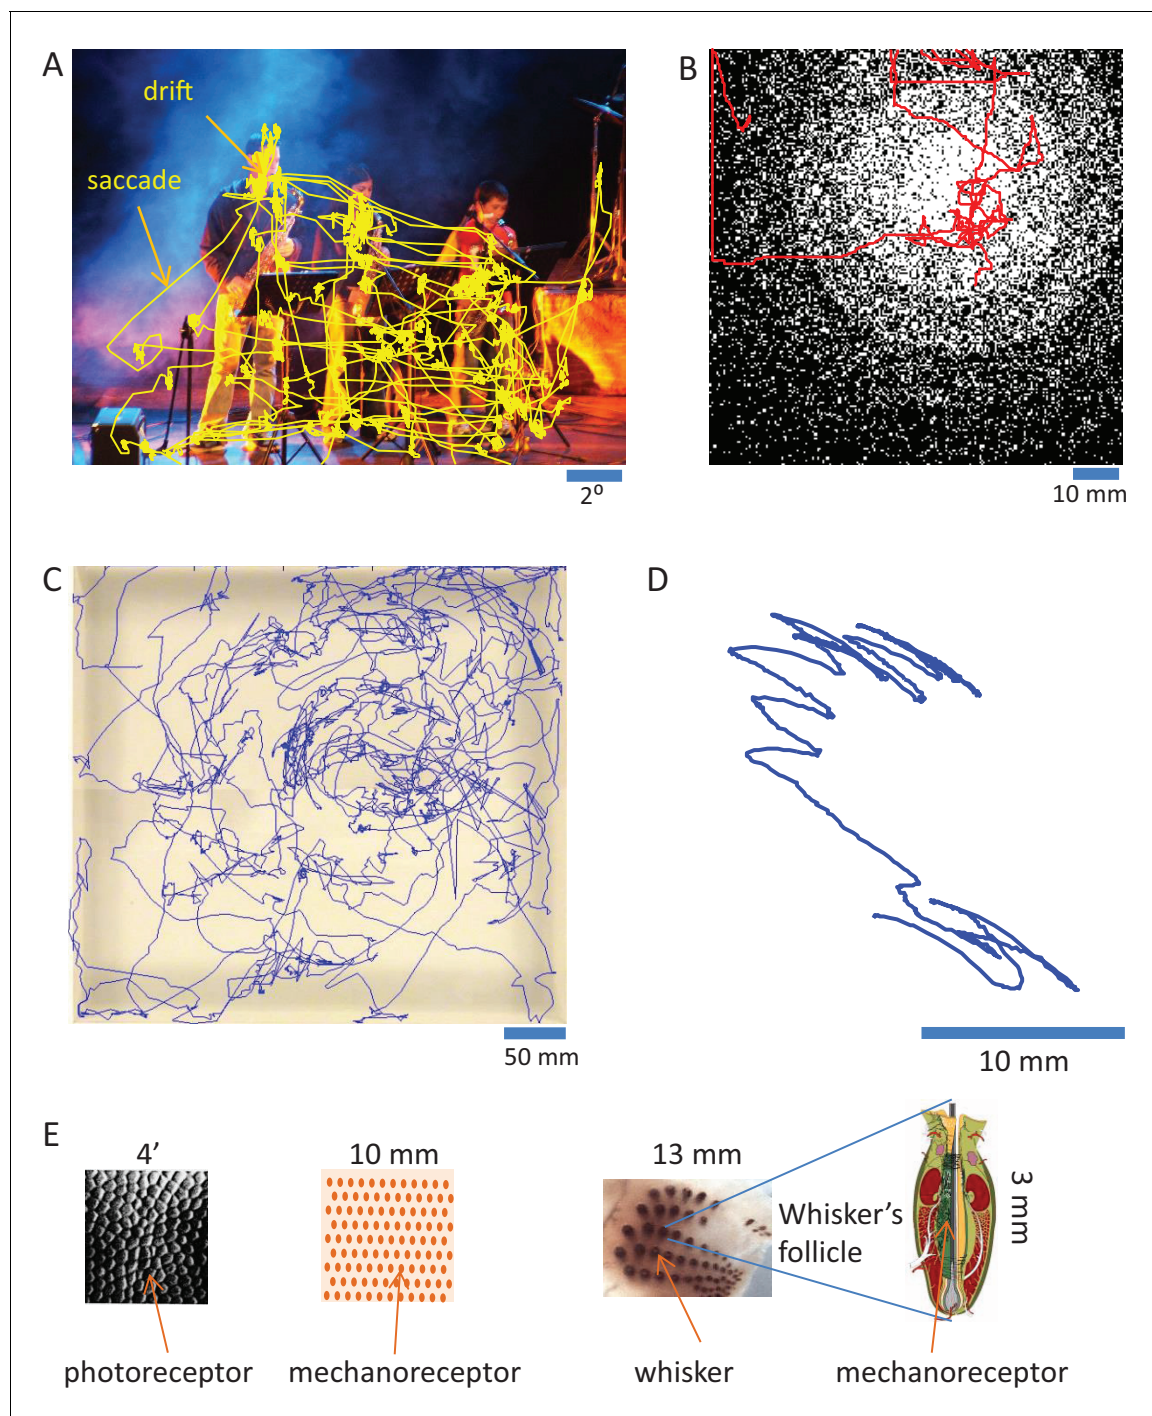 A
drift
saccade
2º
B
10 mm
C
50 mm
D
10 mm
E
4’
10 mm
13 mm
Whisker’s
follicle
3 mm
photoreceptor
mechanoreceptor
whisker
mechanoreceptor